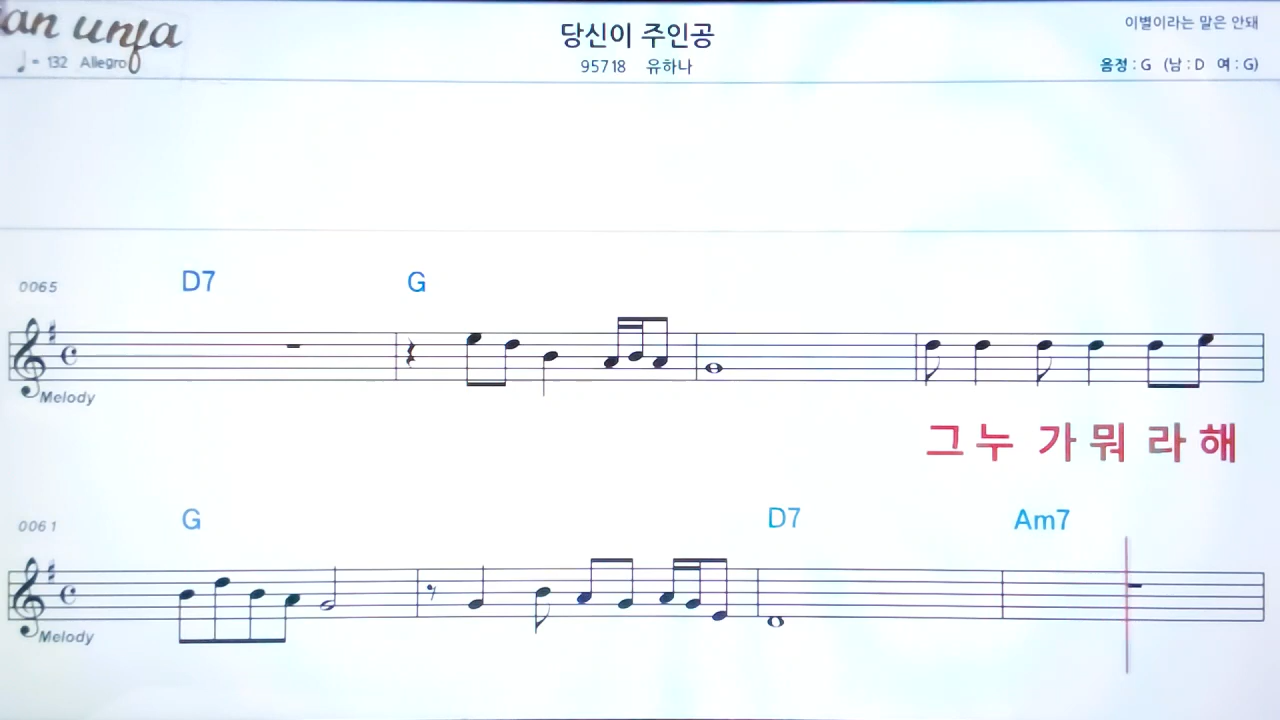 당신이 주인공
이별이라는 말은 안돼
♩= 132 Allegro
95718 유하나
음정 : G (남 : D 여 : G)
0065
D7 G
Melody
그 누 가 뭐 라 해
0061
G D7 Am7
Melody